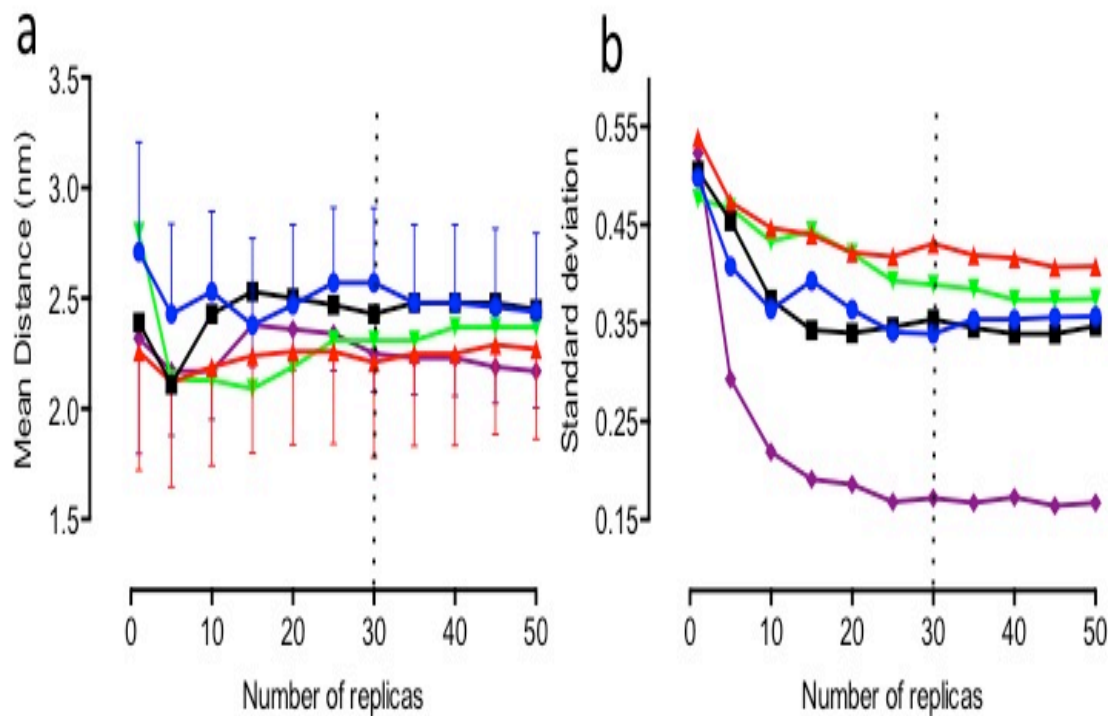 a
Mean Distance (nm)
3.5
3.0
2.5
2.0
1.5
0 10 20 30 40 50
Number of replicas
b
Standard deviation
0.55
0.45
0.35
0.25
0.15
0 10 20 30 40 50
Number of replicas